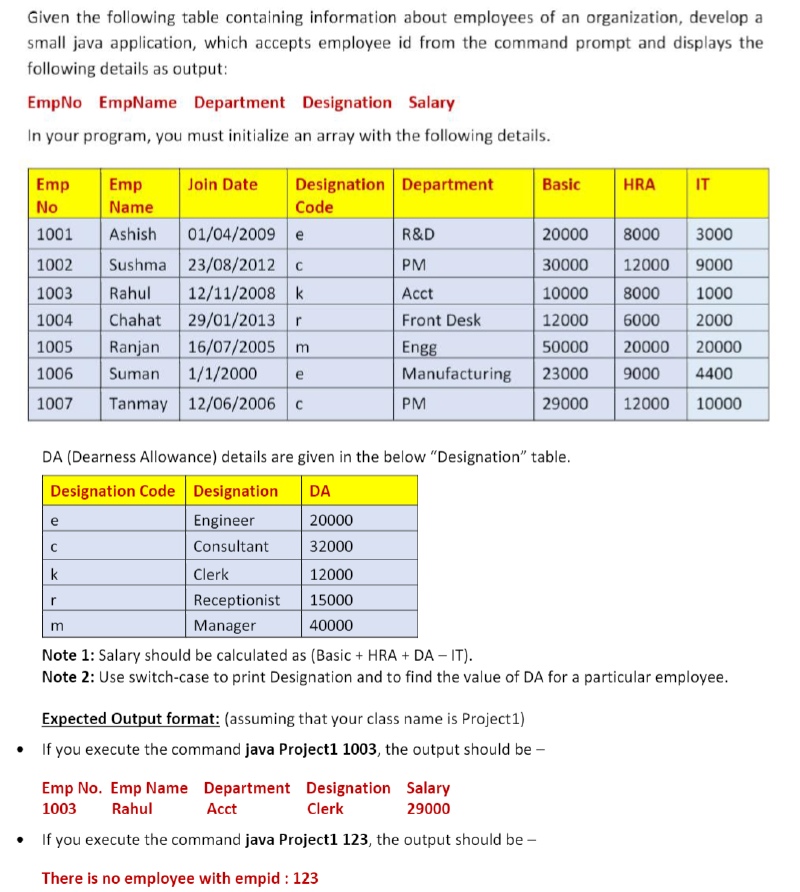 Given the following table containing information about employees of an organization, develop a
small java application, which accepts employee id from the command prompt and displays the
following details as output:
EmpNo EmpName Department Designation Salary
In your program, you must initialize an array with the following details.
Emp No Emp Name Join Date Designation Code Department Basic HRA IT
1001 Ashish 01/04/2009 e R&D 20000 8000 3000
1002 Sushma 23/08/2012 c PM 30000 12000 9000
1003 Rahul 12/11/2008 k Acct 10000 8000 1000
1004 Chahat 29/01/2013 r Front Desk 12000 6000 2000
1005 Ranjan 16/07/2005 m Engg 50000 20000 20000
1006 Suman 1/1/2000 e Manufacturing 23000 9000 4400
1007 Tanmay 12/06/2006 c PM 29000 12000 10000
DA (Dearness Allowance) details are given in the below "Designation" table.
Designation Code Designation DA
e Engineer 20000
c Consultant 32000
k Clerk 12000
r Receptionist 15000
m Manager 40000
Note 1: Salary should be calculated as (Basic + HRA + DA – IT).
Note 2: Use switch-case to print Designation and to find the value of DA for a particular employee.
Expected Output format: (assuming that your class name is Project1)
• If you execute the command java Project1 1003, the output should be –
Emp No. Emp Name Department Designation Salary
1003 Rahul Acct Clerk 29000
• If you execute the command java Project1 123, the output should be –
There is no employee with empid : 123